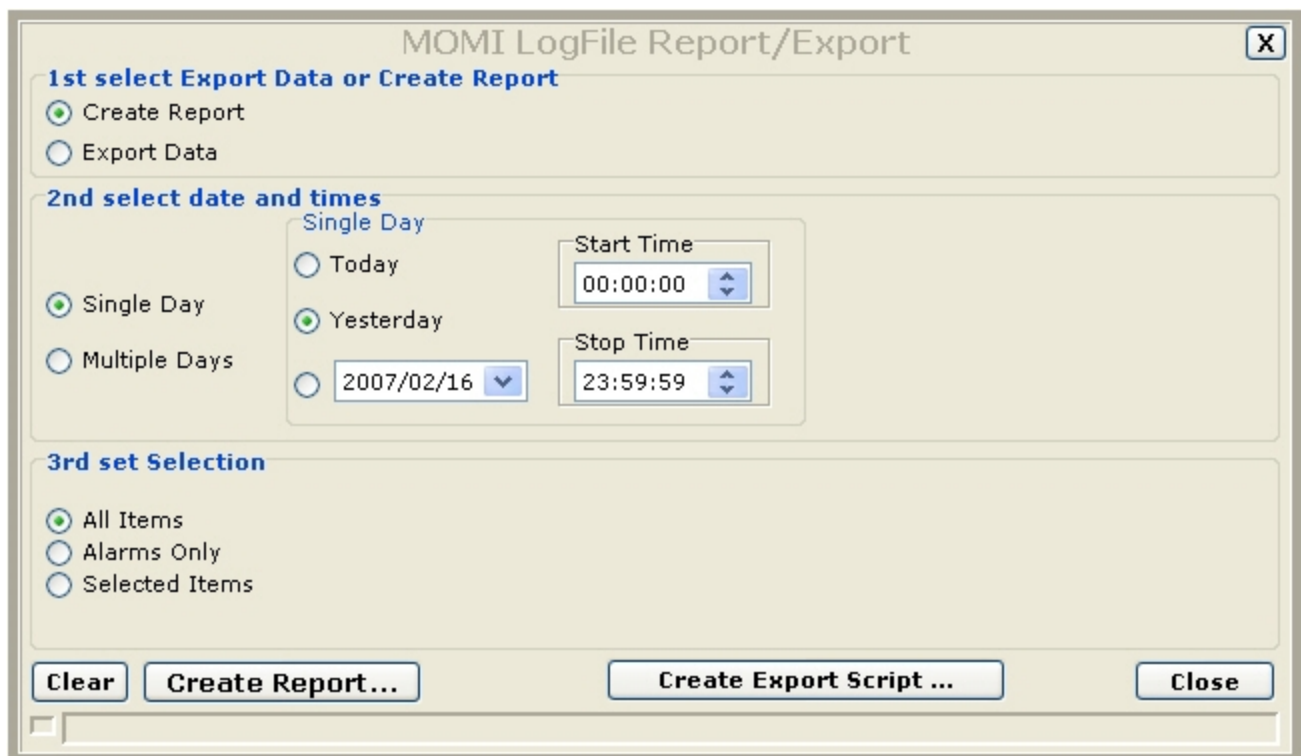 MOMI LogFile Report/Export
X
1st select Export Data or Create Report
Create Report
Export Data
2nd select date and times
Single Day
Multiple Days
Single Day
Today
Yesterday
2007/02/16
Start Time
00:00:00
Stop Time
23:59:59
3rd set Selection
All Items
Alarms Only
Selected Items
Clear
Create Report...
Create Export Script ...
Close